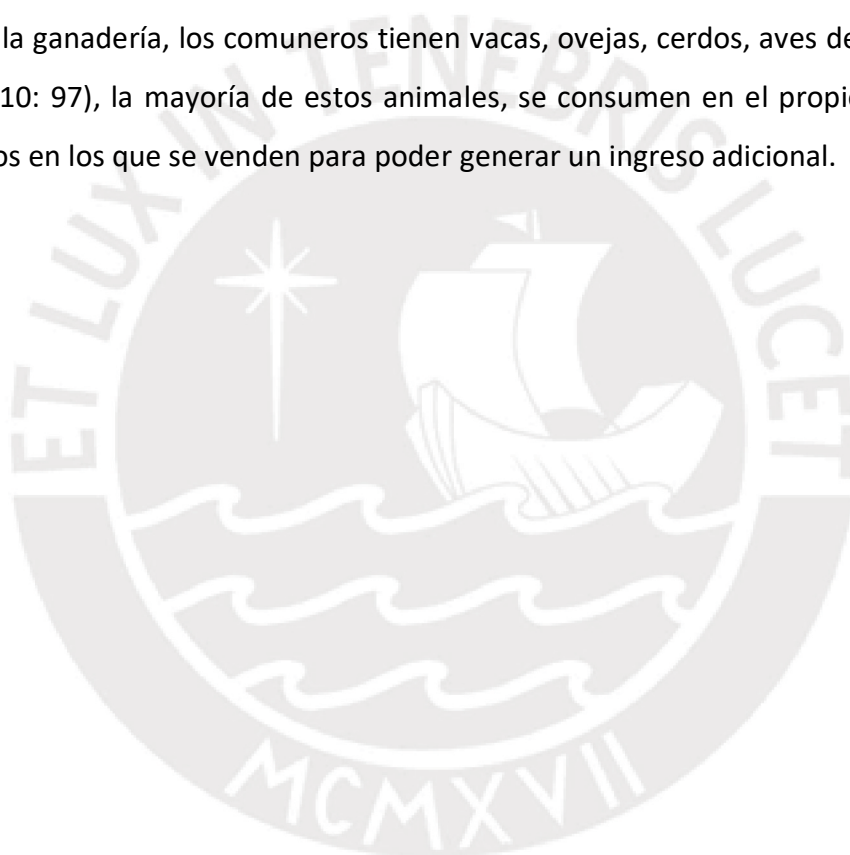 la ganadería, los comuneros tienen vacas, ovejas, cerdos, aves de
10: 97), la mayoría de estos animales, se consumen en el propi
os en los que se venden para poder generar un ingreso adicional.
ET LUX IN TENEBRIS LUCET
MCMXVII